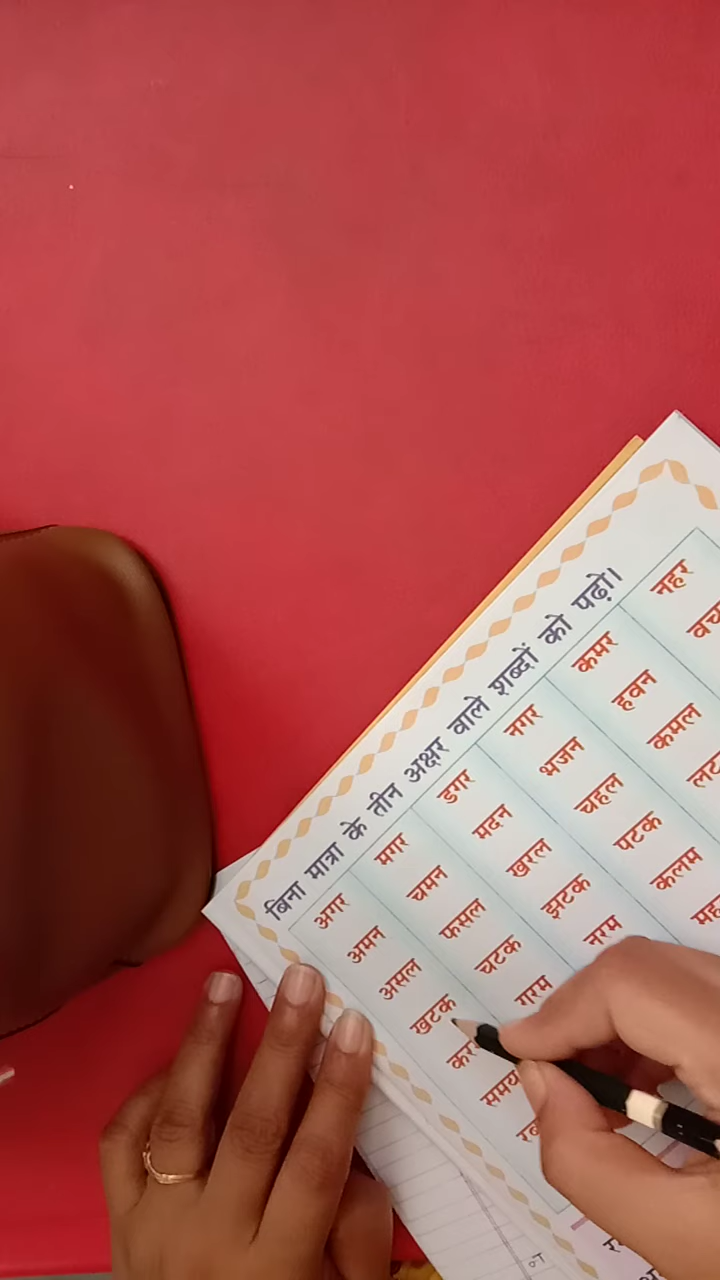 बिना मात्रा के तीन अक्षर वाले शब्दों को पढ़ो।
अगर मगर डगर नगर कमर नहर
अमन चमन मदन भजन हवन
असल फसल खरल चहल कमल
खटक चटक झटक पटक
गरम नरम कलम
समय